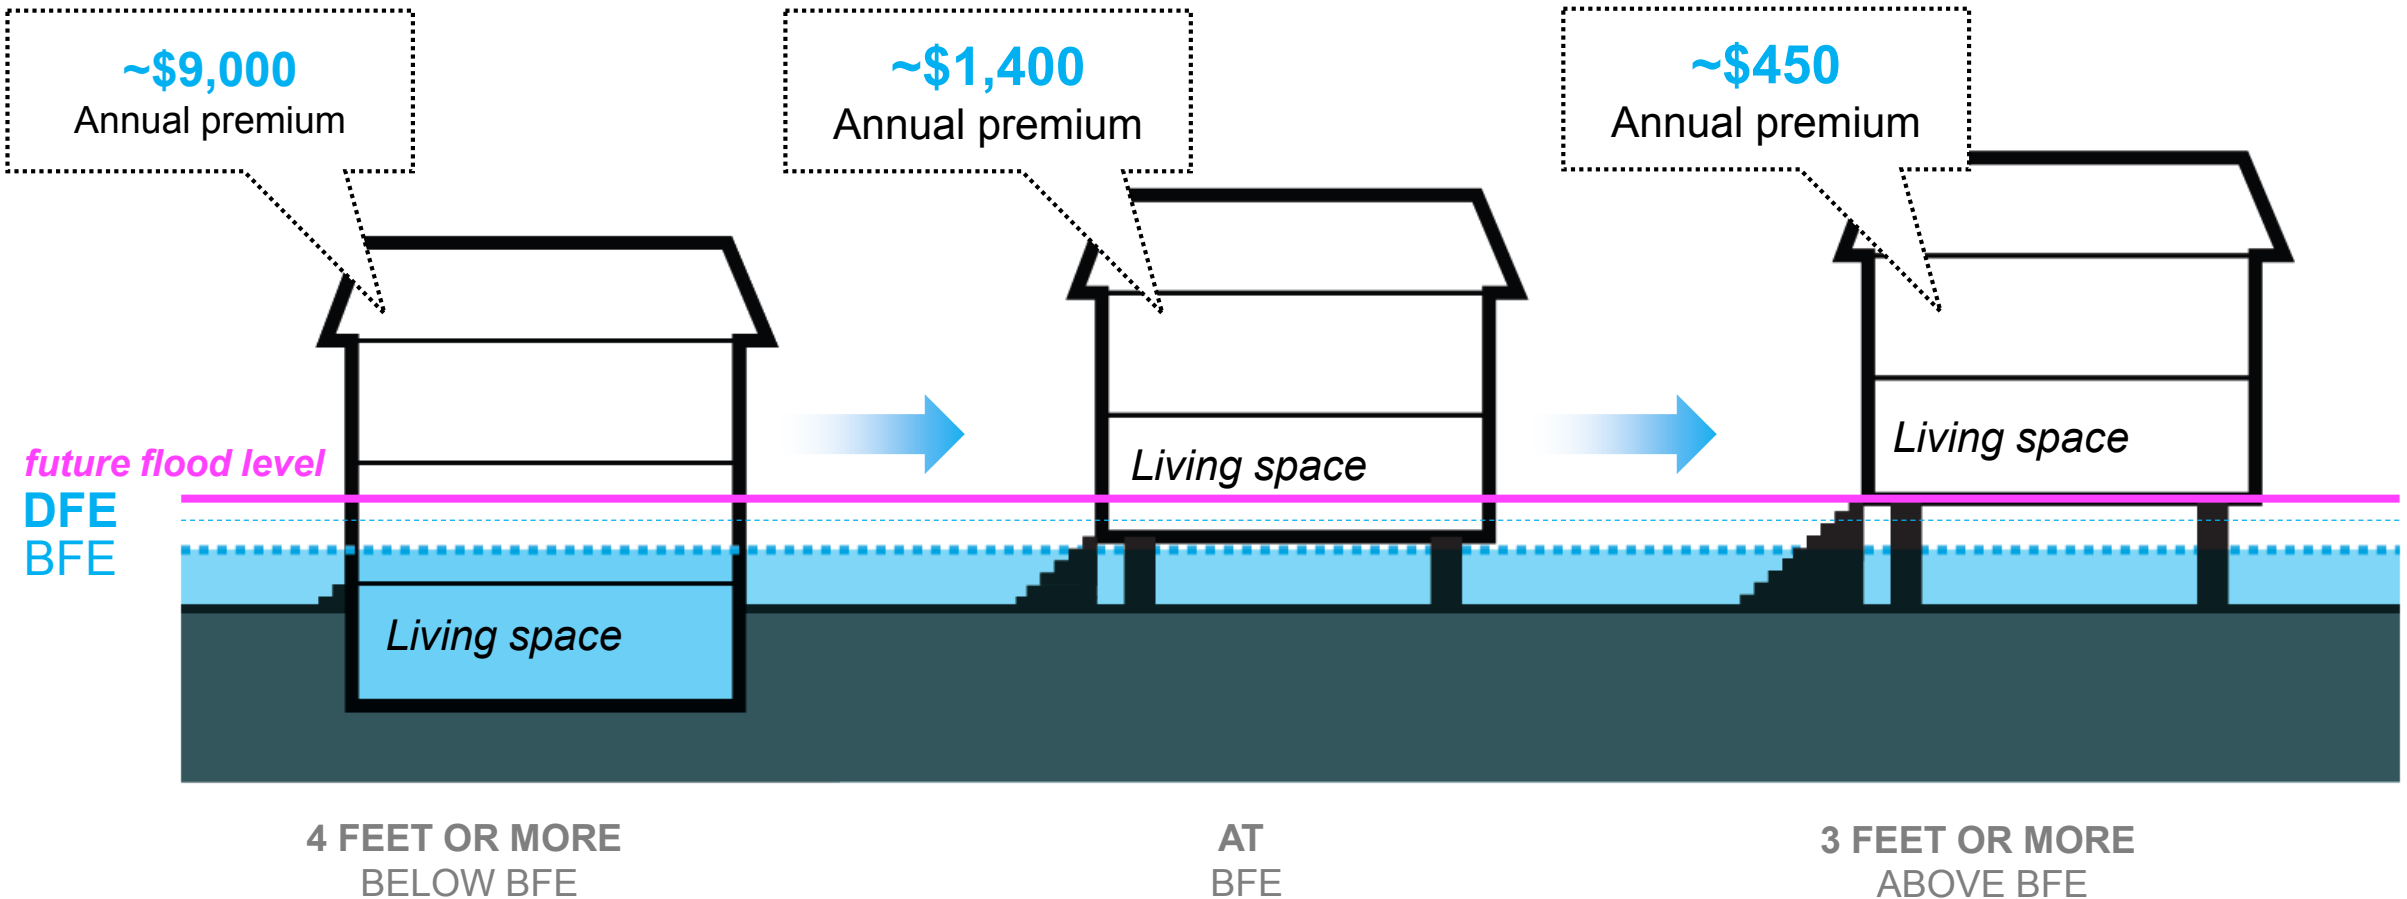 ~$9,000
Annual premium
~$1,400
Annual premium
~$450
Annual premium
future flood level
DFE
BFE
Living space
Living space
Living space
4 FEET OR MORE
BELOW BFE
AT
BFE
3 FEET OR MORE
ABOVE BFE